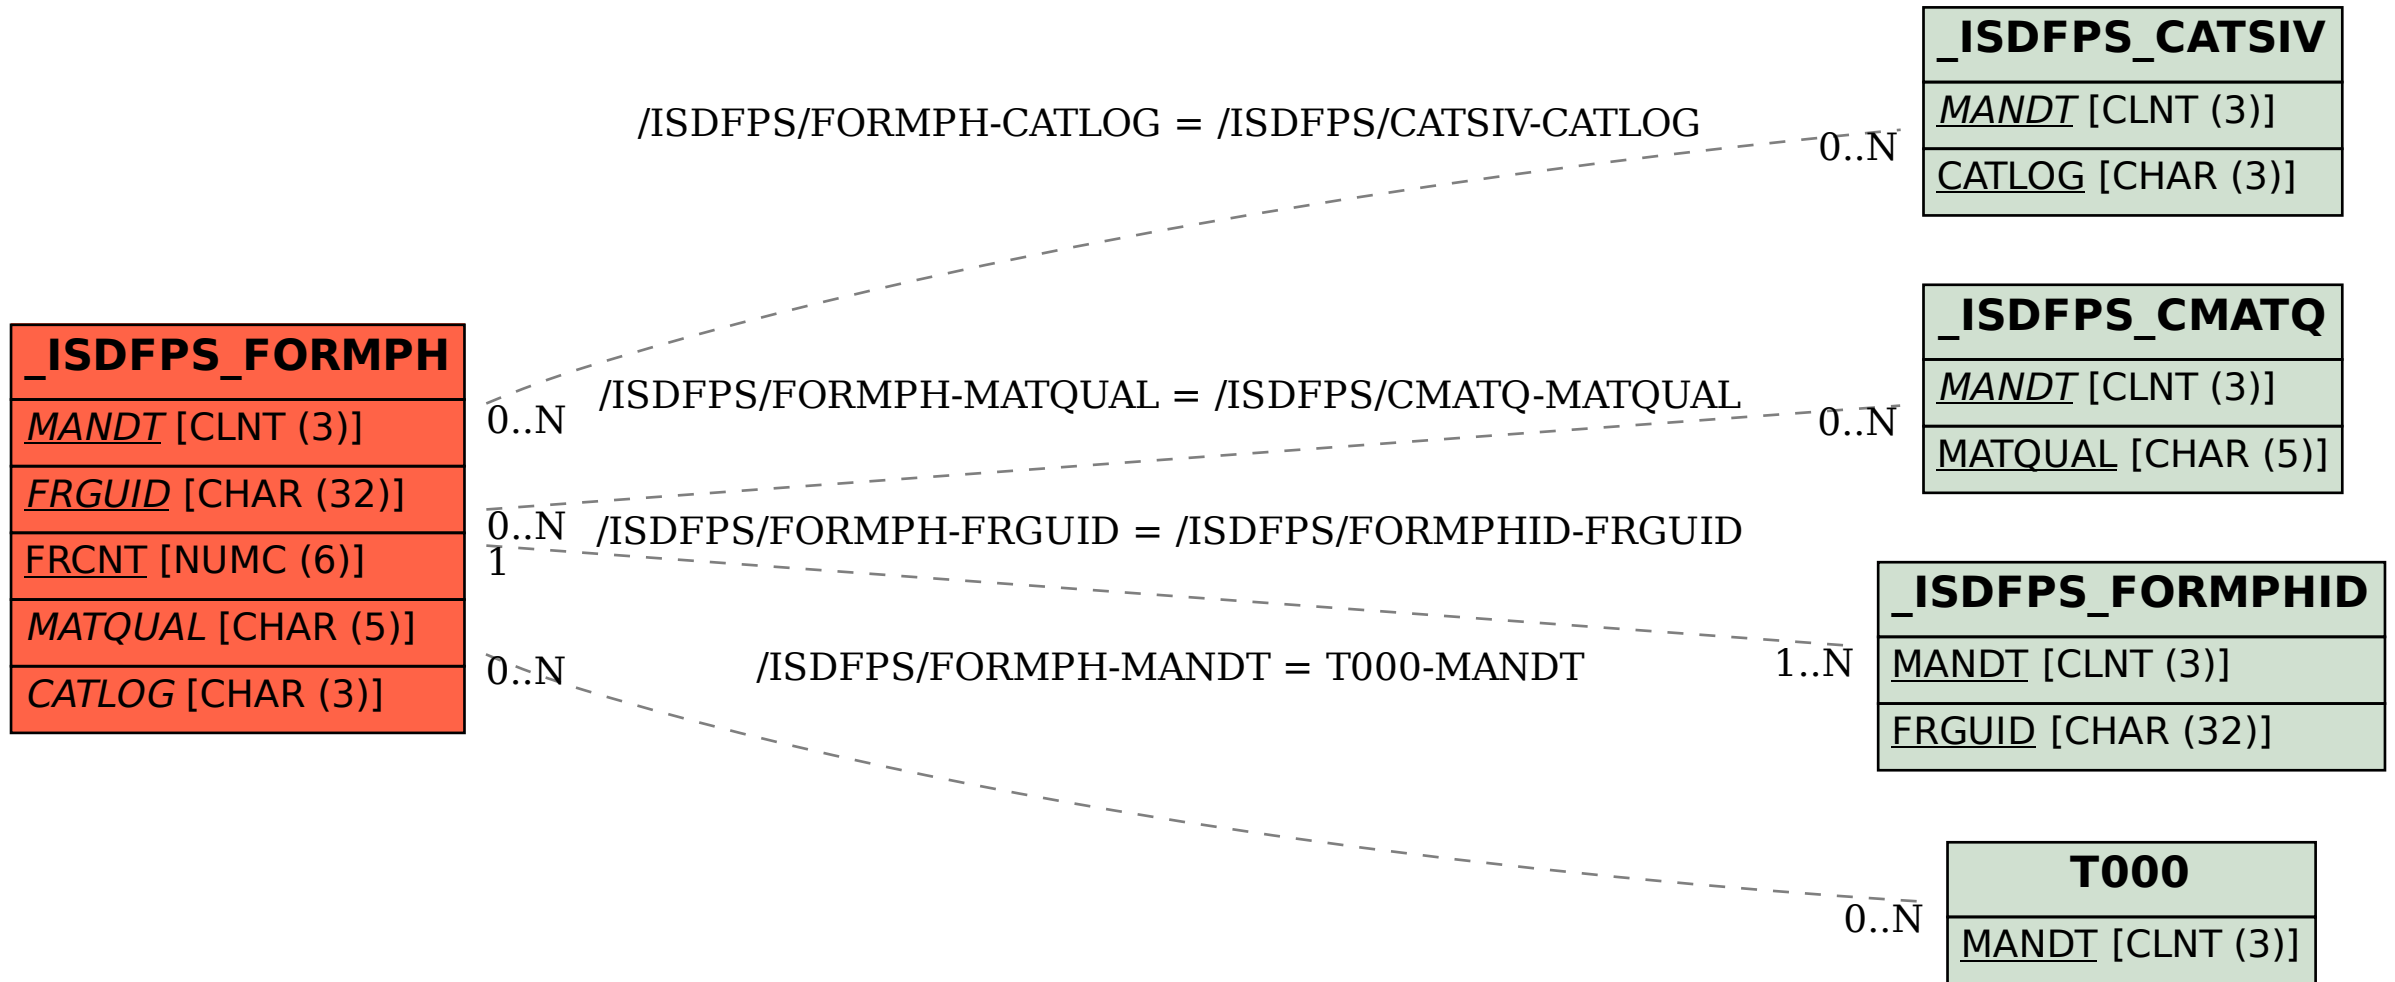 _ISDFPS_FORMPH
MANDT [CLNT (3)]
FRGUID [CHAR (32)]
FRCNT [NUMC (6)]
MATQUAL [CHAR (5)]
CATLOG [CHAR (3)]
/ISDFPS/FORMPH-CATLOG = /ISDFPS/CATSIV-CATLOG
0..N
0..N
/ISDFPS/FORMPH-MATQUAL = /ISDFPS/CMATQ-MATQUAL
0..N
0..N
/ISDFPS/FORMPH-FRGUID = /ISDFPS/FORMPHID-FRGUID
1
1..N
/ISDFPS/FORMPH-MANDT = T000-MANDT
0..N
0..N
_ISDFPS_CATSIV
MANDT [CLNT (3)]
CATLOG [CHAR (3)]
_ISDFPS_CMATQ
MANDT [CLNT (3)]
MATQUAL [CHAR (5)]
_ISDFPS_FORMPHID
MANDT [CLNT (3)]
FRGUID [CHAR (32)]
T000
MANDT [CLNT (3)]